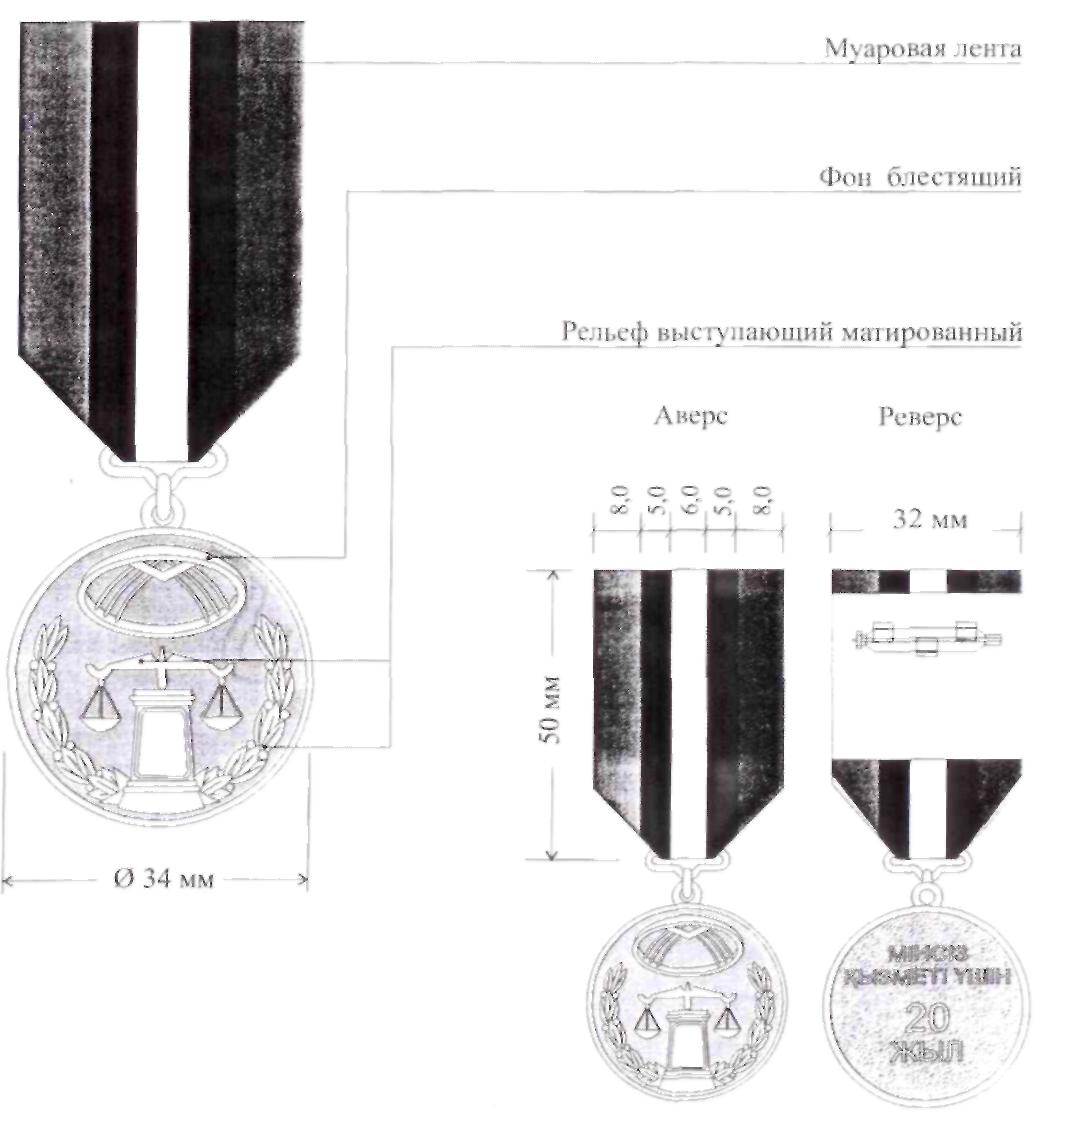 Муаровая лента
Фон блестящий
Рельеф выступающий матированный
Аверс
Реверс
8,0
5,0
6,0
5,0
8,0
32 мм
50 мм
Ø 34 мм
МІНСІЗ
ҚЫЗМЕТІ ҮШІН
20
ЖЫЛ